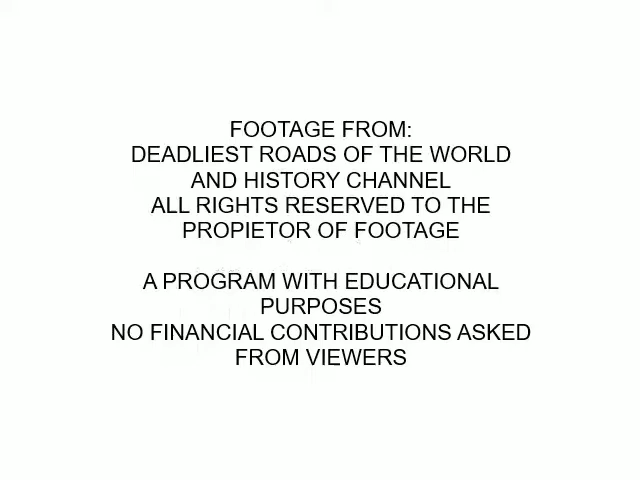 FOOTAGE FROM:
DEADLIEST ROADS OF THE WORLD
AND HISTORY CHANNEL
ALL RIGHTS RESERVED TO THE
PROPIETOR OF FOOTAGE
A PROGRAM WITH EDUCATIONAL
PURPOSES
NO FINANCIAL CONTRIBUTIONS ASKED
FROM VIEWERS